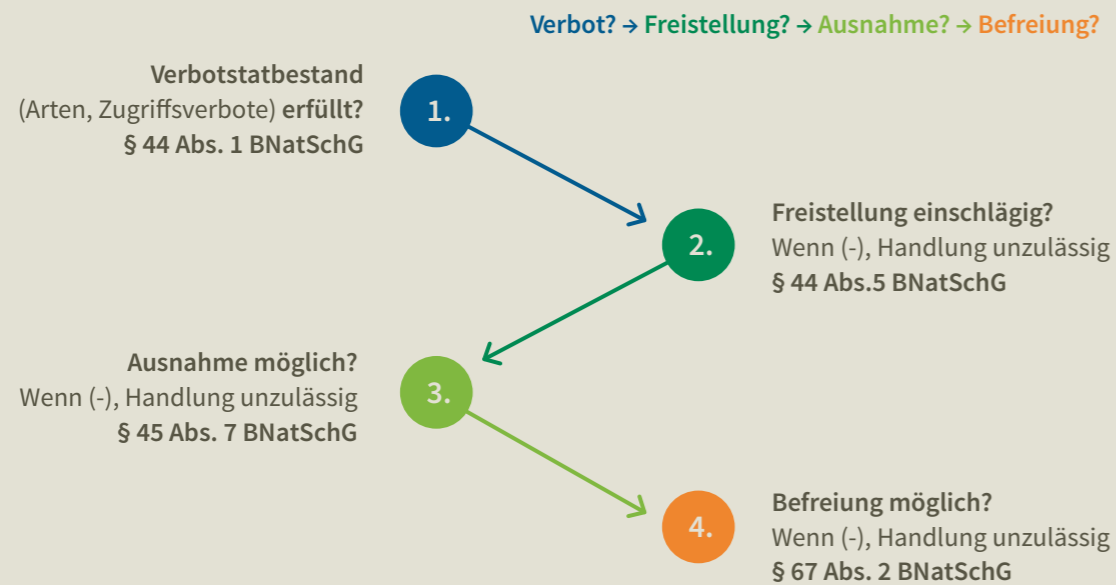 Verbot? → Freistellung? → Ausnahme? → Befreiung?
Verbotstatbestand
(Arten, Zugriffsverbote) erfüllt?
§ 44 Abs. 1 BNatSchG
1.
2.
Freistellung einschlägig?
Wenn (-), Handlung unzulässig
§ 44 Abs.5 BNatSchG
Ausnahme möglich?
Wenn (-), Handlung unzulässig
§ 45 Abs. 7 BNatSchG
3.
4.
Befreiung möglich?
Wenn (-), Handlung unzulässig
§ 67 Abs. 2 BNatSchG